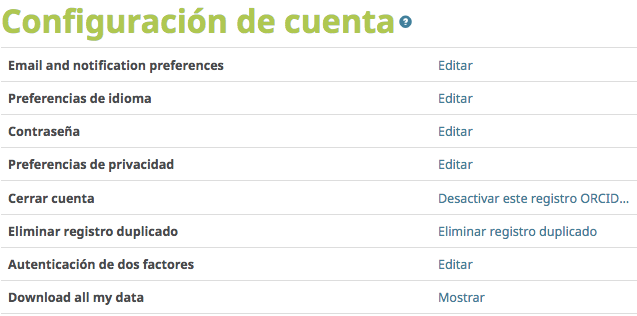 Configuración de cuenta ?
Email and notification preferences Editar
Preferencias de idioma Editar
Contraseña Editar
Preferencias de privacidad Editar
Cerrar cuenta Desactivar este registro ORCID...
Eliminar registro duplicado Eliminar registro duplicado
Autenticación de dos factores Editar
Download all my data Mostrar